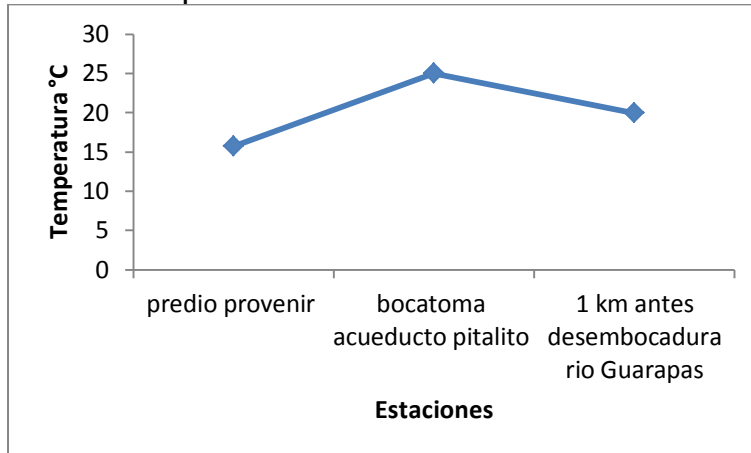 30
25
20
15
10
5
0
Temperatura °C
predio provenir
bocatoma
acueducto pitalito
1 km antes
desembocadura
rio Guarapas
Estaciones